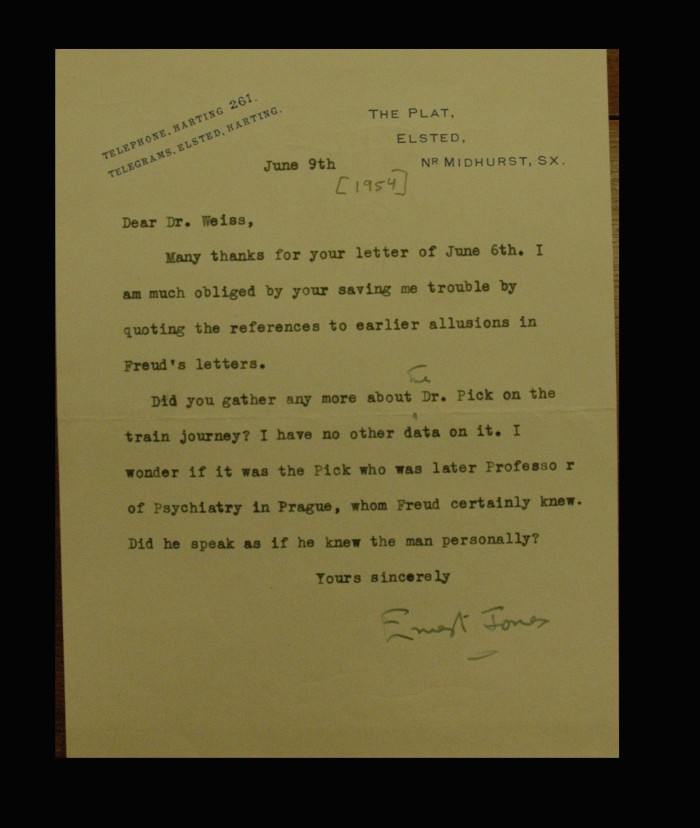 TELEPHONE, HARTING 261.
TELEGRAMS, ELSTED, HARTING.
THE PLAT,
ELSTED,
NR MIDHURST, SX.
June 9th
[1954]
Dear Dr. Weiss,
Many thanks for your letter of June 6th. I
am much obliged by your saving me trouble by
quoting the references to earlier allusions in
Freud's letters.
The
Did you gather any more about Dr. Pick on the
train journey? I have no other data on it. I
wonder if it was the Pick who was later Professo r
of Psychiatry in Prague, whom Freud certainly knew.
Did he speak as if he knew the man personally?
Yours sincerely
Ernest Jones